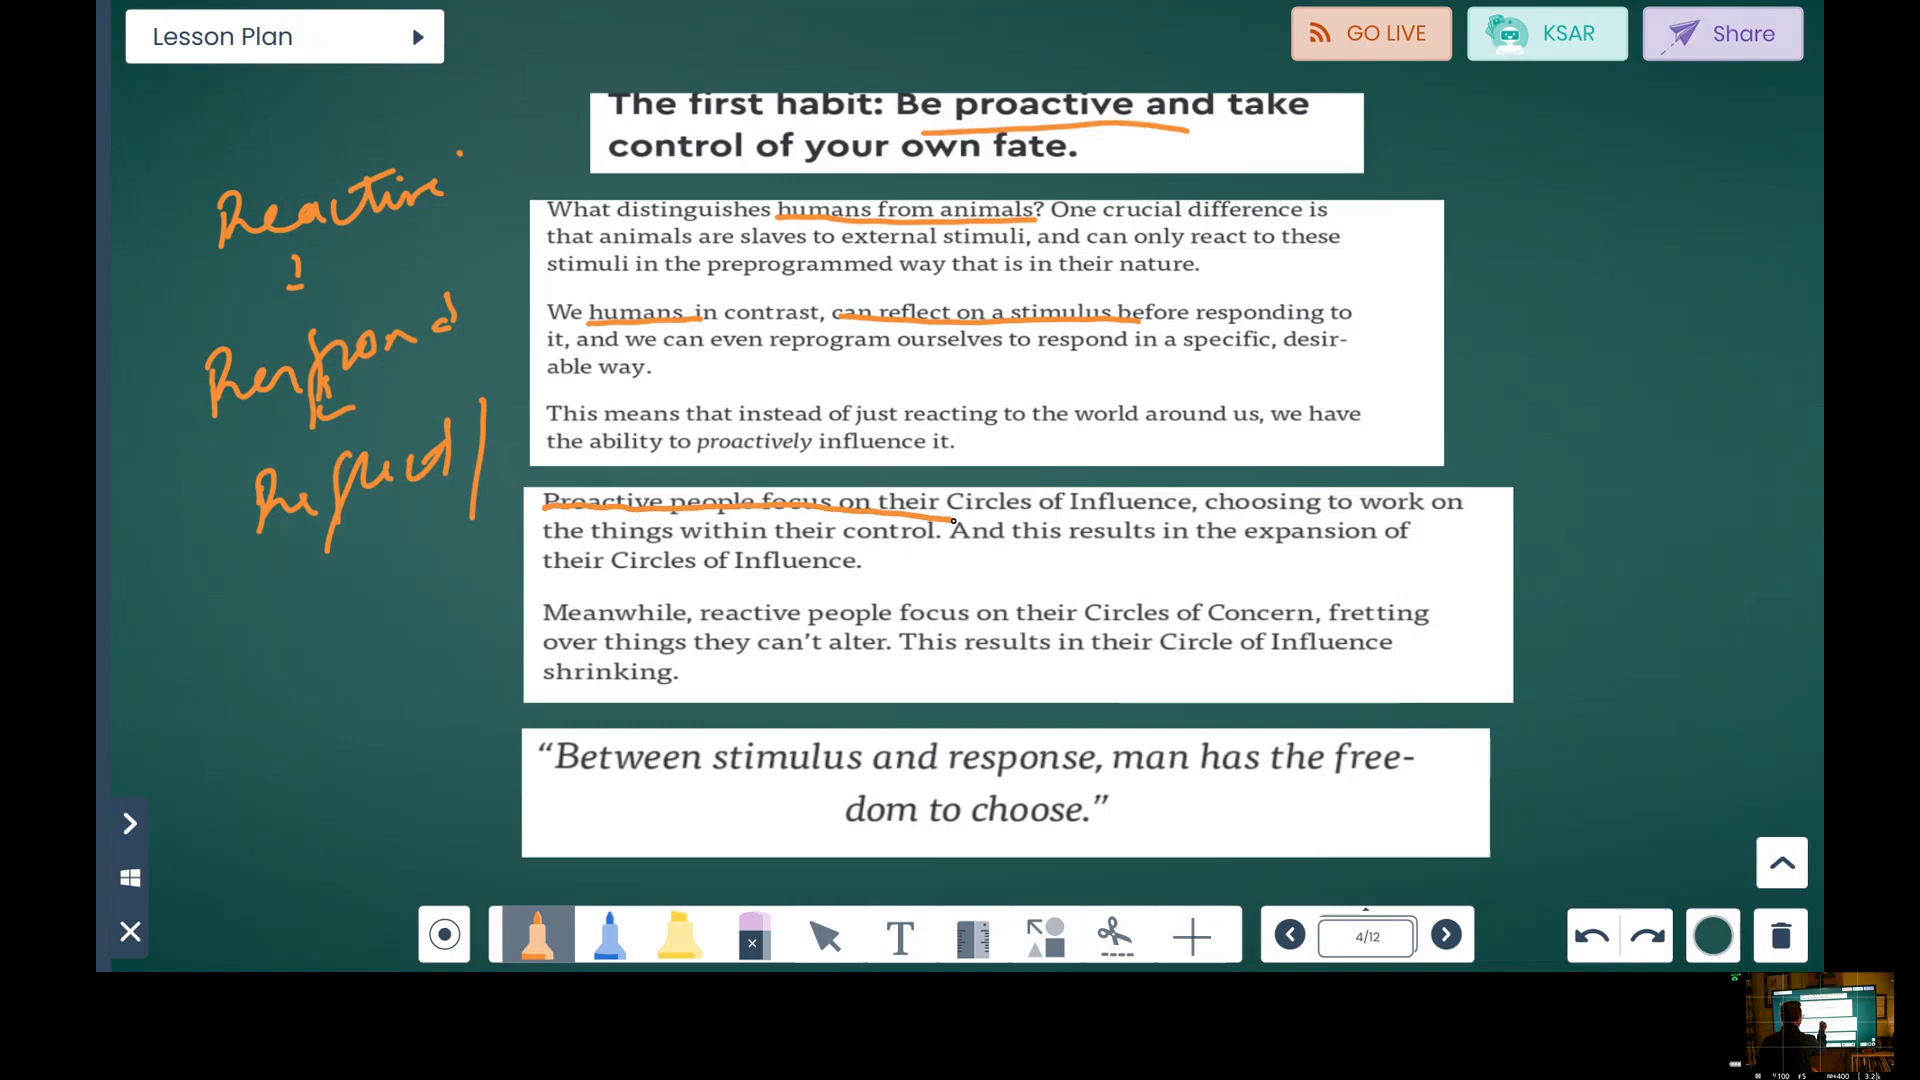 Lesson Plan
GO LIVE
KSAR
Share
The first habit: Be proactive and take
control of your own fate.
Reactive
What distinguishes humans from animals? One crucial difference is
that animals are slaves to external stimuli, and can only react to these
stimuli in the preprogrammed way that is in their nature.
We humans in contrast, can reflect on a stimulus before responding to
it, and we can even reprogram ourselves to respond in a specific, desir-
able way.
Respond
This means that instead of just reacting to the world around us, we have
the ability to proactively influence it.
Reflect
Proactive people focus on their Circles of Influence, choosing to work on
the things within their control. And this results in the expansion of
their Circles of Influence.
Meanwhile, reactive people focus on their Circles of Concern, fretting
over things they can't alter. This results in their Circle of Influence
shrinking.
“Between stimulus and response, man has the free-
dom to choose.”
T
4/12